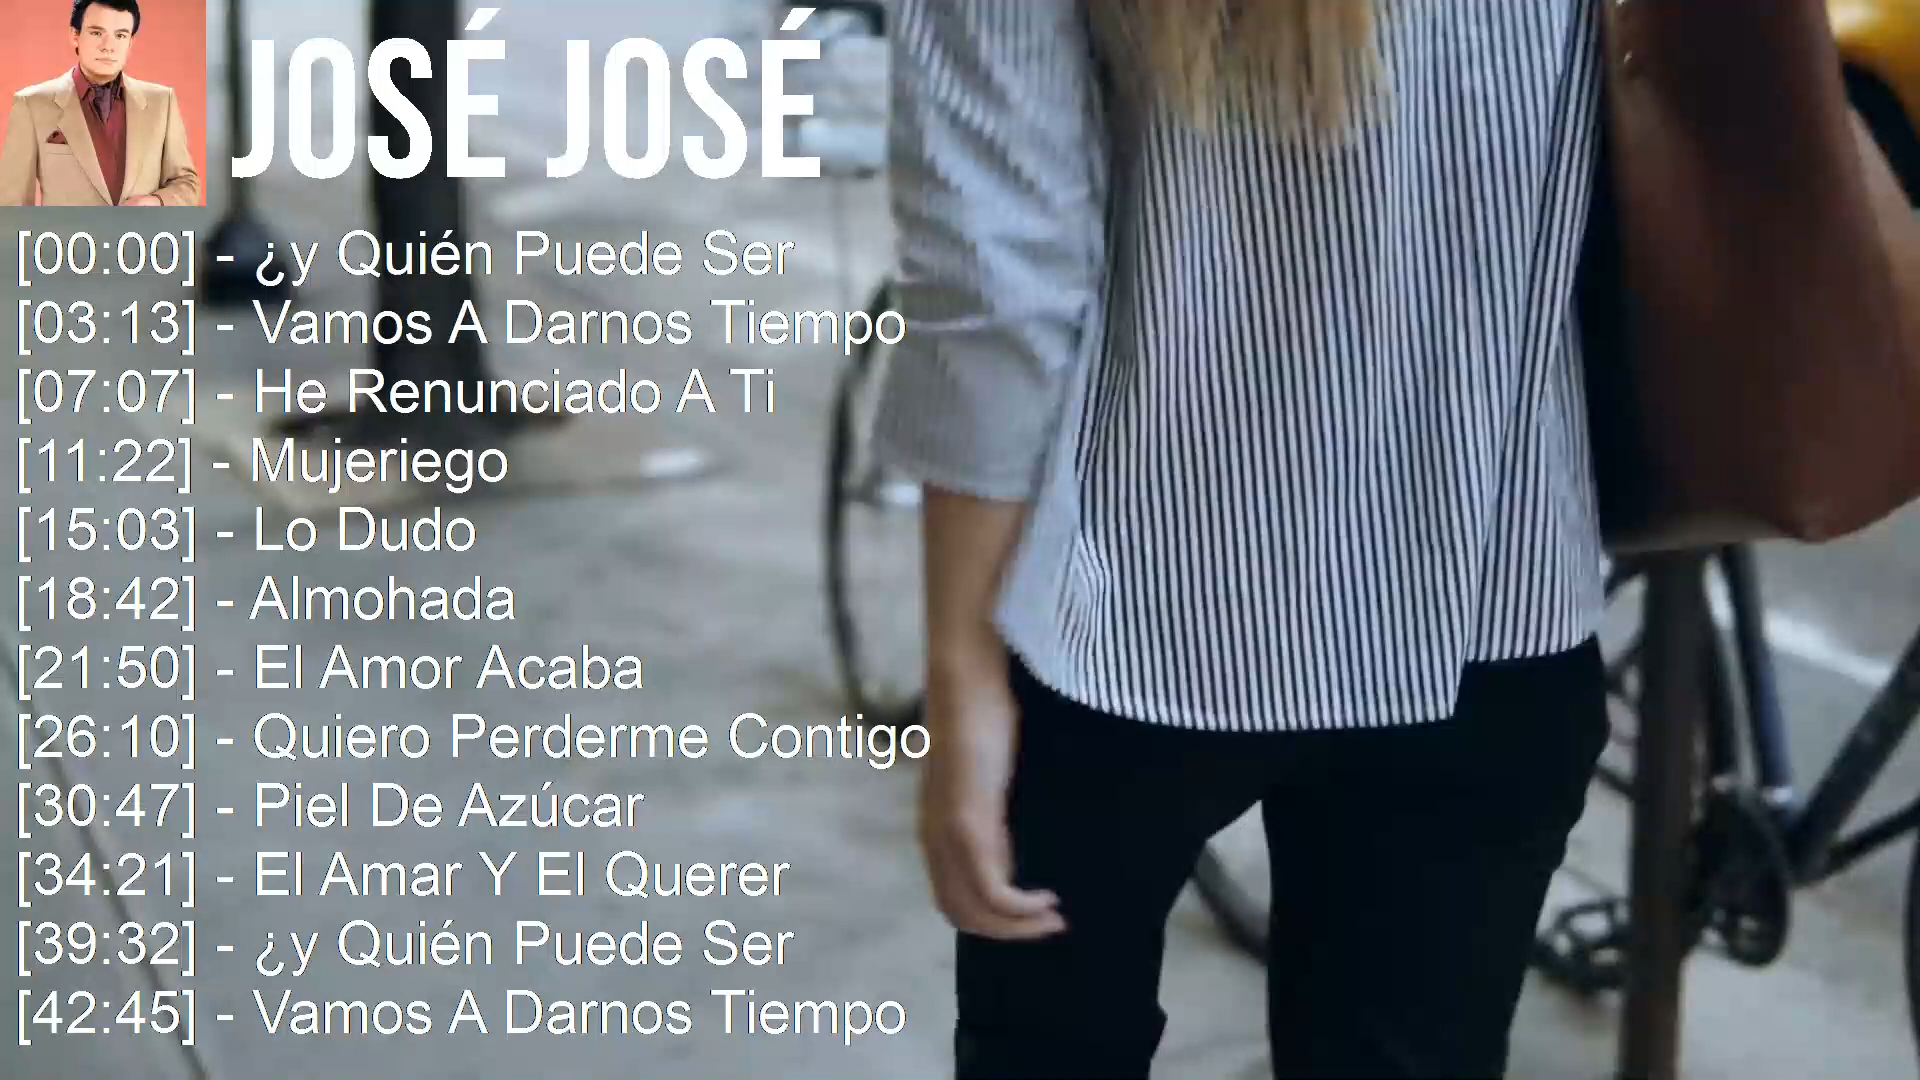 JOSÉ JOSÉ
[00:00] - ¿y Quién Puede Ser
[03:13] - Vamos A Darnos Tiempo
[07:07] - He Renunciado A Ti
[11:22] - Mujeriego
[15:03] - Lo Dudo
[18:42] - Almohada
[21:50] - El Amor Acaba
[26:10] - Quiero Perderme Contigo
[30:47] - Piel De Azúcar
[34:21] - El Amar Y El Querer
[39:32] - ¿y Quién Puede Ser
[42:45] - Vamos A Darnos Tiempo